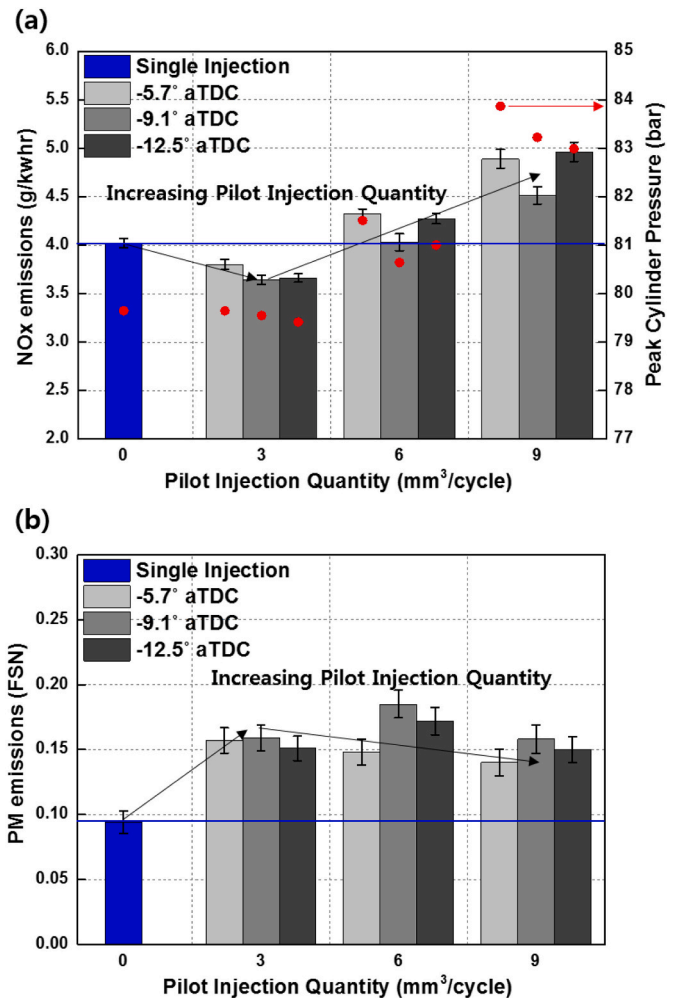 (a)
6.0
5.5
5.0
4.5
4.0
3.5
3.0
2.5
2.0
NOx emissions (g/kwhr)
Single Injection
-5.7° aTDC
-9.1° aTDC
-12.5° aTDC
Increasing Pilot Injection Quantity
85
84
83
82
81
80
79
78
77
Peak Cylinder Pressure (bar)
0 3 6 9
Pilot Injection Quantity (mm³/cycle)
(b)
0.30
0.25
0.20
0.15
0.10
0.05
0.00
PM emissions (FSN)
Single Injection
-5.7° aTDC
-9.1° aTDC
-12.5° aTDC
Increasing Pilot Injection Quantity
0 3 6 9
Pilot Injection Quantity (mm³/cycle)